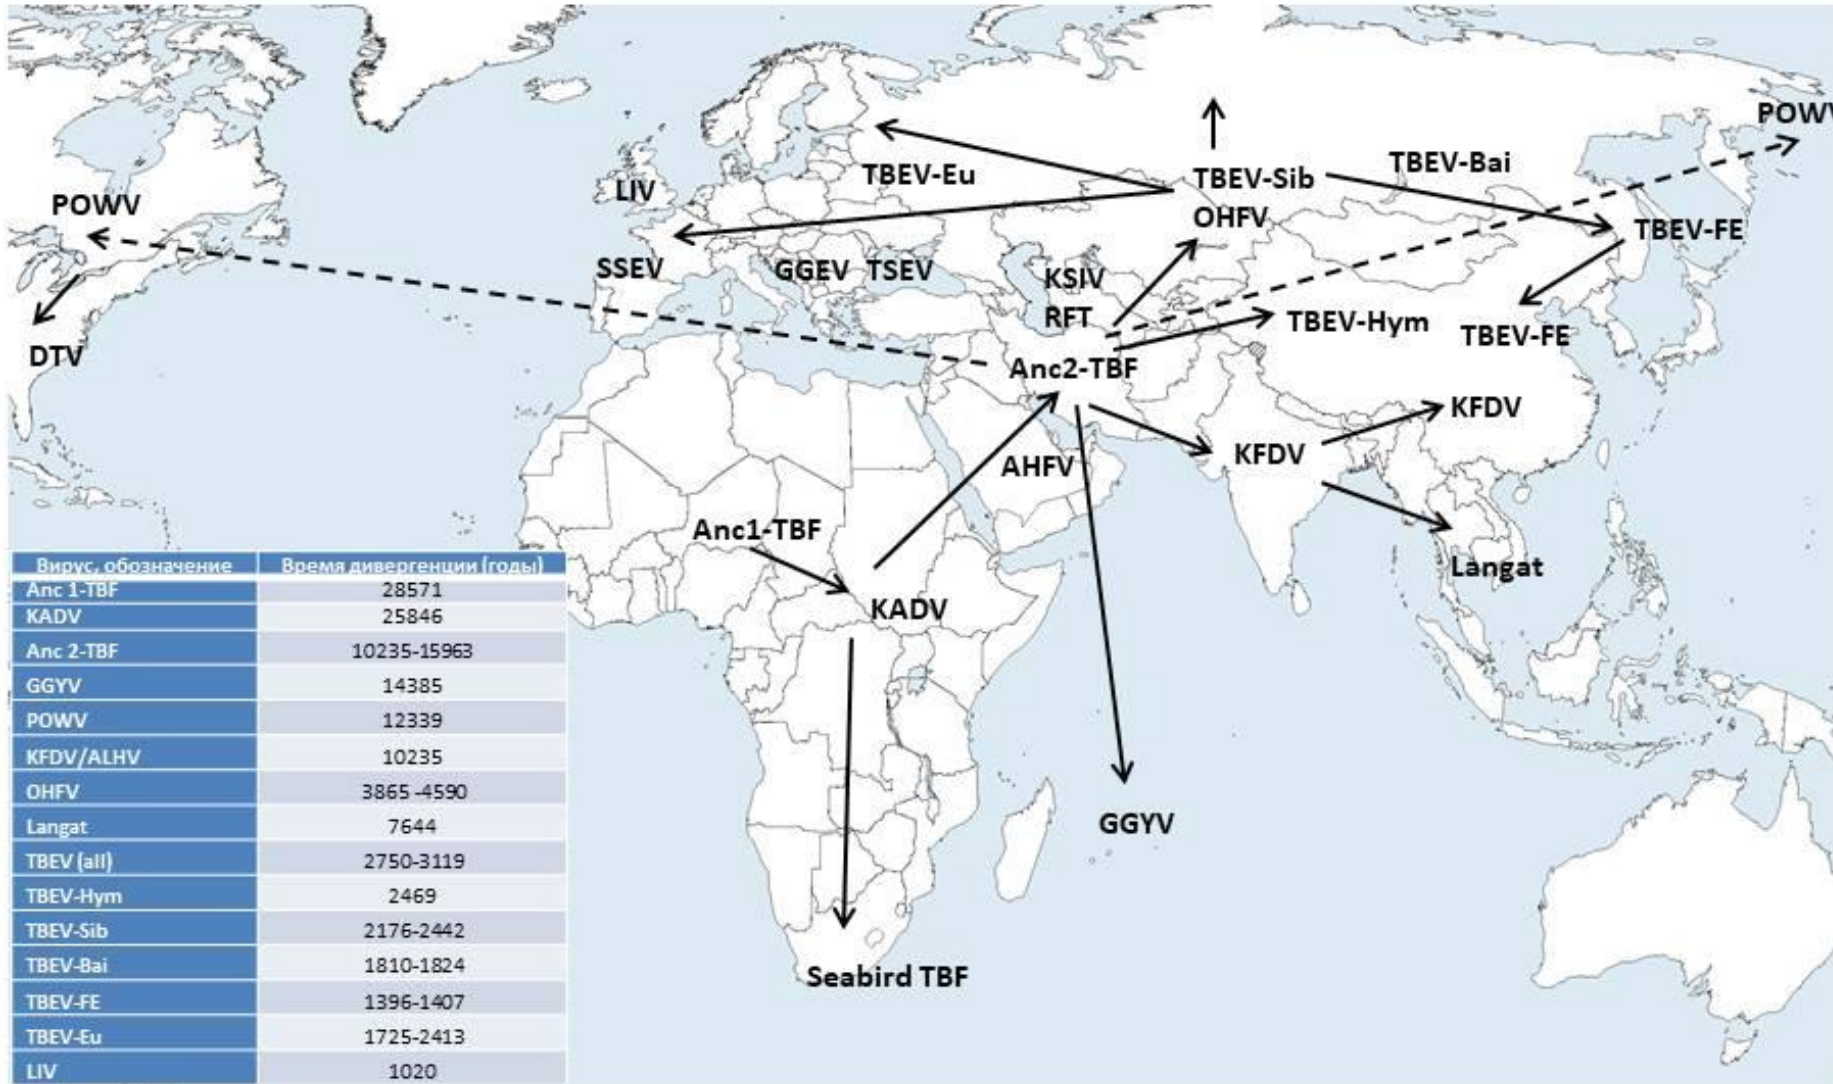 POWV
TBEV-Bai
TBEV-Eu
TBEV-Sib
LIV
POWV
OHFV
TBEV-FE
SSEV
GGEV
TSEV
KSIV
RFT
TBEV-Hym
TBEV-FE
DTV
Anc2-TBF
KFDV
KFDV
AHFV
Anc1-TBF
Langat
KADV
GGYV
Seabird TBF
Вирус, обозначение Время дивергенции (годы)
Anc 1-TBF 28571
KADV 25846
Anc 2-TBF 10235-15963
GGYV 14385
POWV 12339
KFDV/ALHV 10235
OHFV 3865 -4590
Langat 7644
TBEV (all) 2750-3119
TBEV-Hym 2469
TBEV-Sib 2176-2442
TBEV-Bai 1810-1824
TBEV-FE 1396-1407
TBEV-Eu 1725-2413
LIV 1020